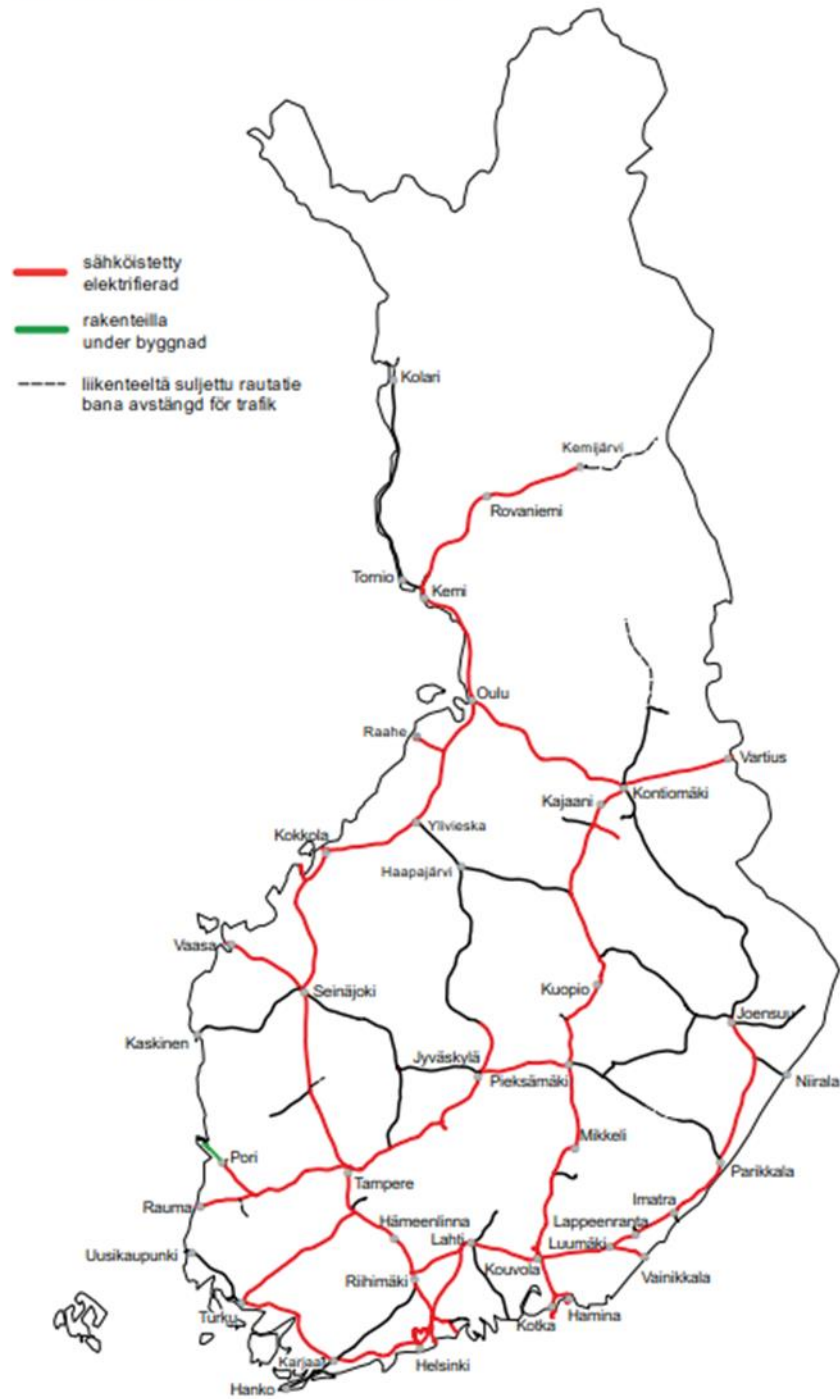 sähköistetty
elektrifierad
rakenteilla
under byggnad
liikenteeltä suljettu rautatie
bana avstängd för trafik
Kolari
Kemijärvi
Rovaniemi
Tornio
Kemi
Oulu
Raahe
Vartius
Kajaani
Kontiomäki
Ylivieska
Kokkola
Haapajärvi
Vaasa
Seinäjoki
Kuopio
Joensuu
Kaskinen
Jyväskylä
Pieksämäki
Niirala
Mikkeli
Pori
Parikkala
Tampere
Rauma
Imatra
Hämeenlinna
Lappeenranta
Lahti
Luumäki
Uusikaupunki
Kouvola
Vainikkala
Riihimäki
Turku
Hamina
Kotka
Karjaa
Helsinki
Hanko